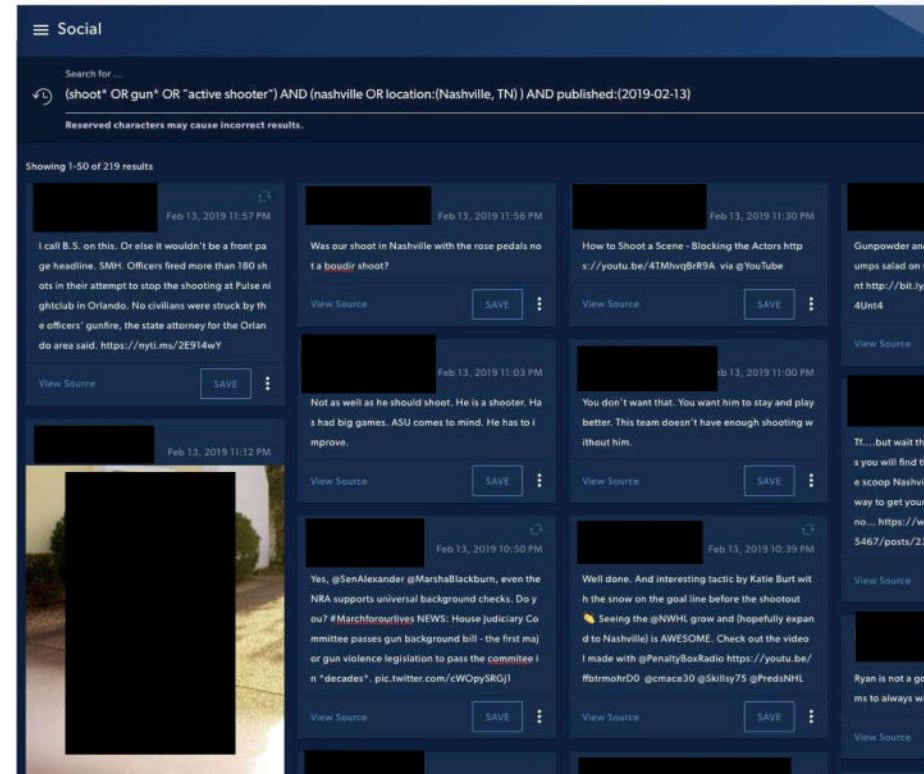 Social
Search for ...
(shoot* OR gun* OR "active shooter") AND (nashville OR location:(Nashville, TN) ) AND published:(2019-02-13)
Reserved characters may cause incorrect results.
Showing 1-50 of 219 results
Feb 13, 2019 11:57 PM
I call B.S. on this. Or else it wouldn't be a front pa
ge headline. SMH. Officers fired more than 180 sh
ots in their attempt to stop the shooting at Pulse ni
ghtclub in Orlando. No civilians were struck by th
e officers' gunfire, the state attorney for the Orlan
do area said. https://nyti.ms/2E914wY
View Source
SAVE
Feb 13, 2019 11:12 PM
Feb 13, 2019 11:56 PM
Was our shoot in Nashville with the rose pedals no
t a boudir shoot?
View Source
SAVE
Feb 13, 2019 11:03 PM
Not as well as he should shoot. He is a shooter. Ha
s had big games. ASU comes to mind. He has to i
mprove.
View Source
SAVE
Feb 13, 2019 10:50 PM
Yes, @SenAlexander @MarshaBlackburn, even the
NRA supports universal background checks. Do y
ou? #Marchforourlives NEWS: House Judiciary Co
mmittee passes gun background bill - the first maj
or gun violence legislation to pass the commitee i
n *decades*. pic.twitter.com/cWOpySRGj1
View Source
SAVE
Feb 13, 2019 11:30 PM
How to Shoot a Scene - Blocking the Actors http
s://youtu.be/4TMhvqBrR9A via @YouTube
View Source
SAVE
b 13, 2019 11:00 PM
You don't want that. You want him to stay and play
better. This team doesn't have enough shooting w
ithout him.
View Source
SAVE
Feb 13, 2019 10:39 PM
Well done. And interesting tactic by Katie Burt wit
h the snow on the goal line before the shootout
👏 Seeing the @NWHL grow and (hopefully expan
d to Nashville) is AWESOME. Check out the video
I made with @PenaltyBoxRadio https://youtu.be/
ffbtrmohrD0 @cmace30 @Skillsy75 @PredsNHL
View Source
SAVE
Gunpowder and
umps salad on
nt http://bit.ly
4Unt4
View Source
Tf....but wait th
s you will find t
e scoop Nashvi
way to get your
no... https://w
5467/posts/23
View Source
Ryan is not a go
ms to always w
View Source